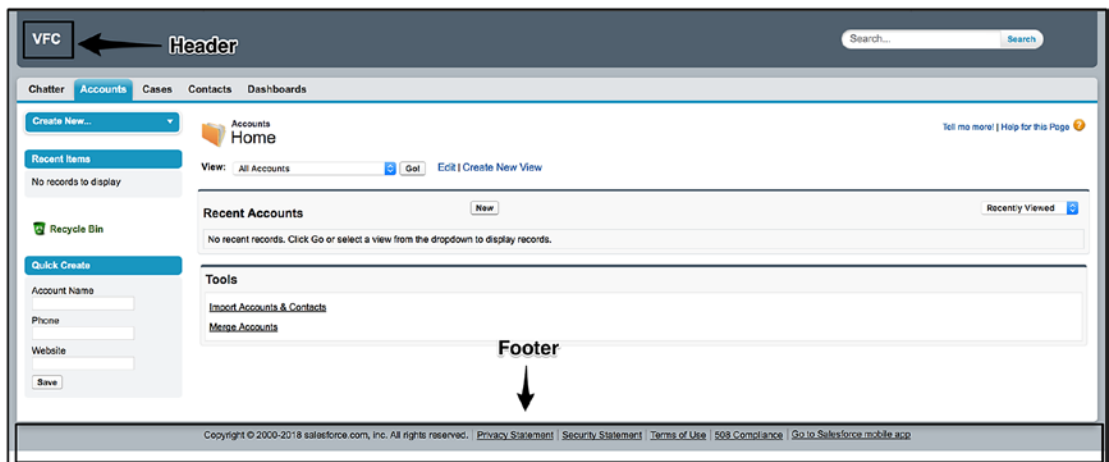 VFC
Header
Search...
Search
Chatter Accounts Cases Contacts Dashboards
Create New...
Recent Items
No records to display
Recycle Bin
Quick Create
Account Name
Phone
Website
Save
Accounts
Home
Tell me more! | Help for this Page ?
View: All Accounts Go! Edit | Create New View
Recent Accounts New Recently Viewed
No recent records. Click Go or select a view from the dropdown to display records.
Tools
Import Accounts & Contacts
Merge Accounts
Footer
Copyright © 2000-2018 salesforce.com, inc. All rights reserved. | Privacy Statement | Security Statement | Terms of Use | 508 Compliance | Go to Salesforce mobile app